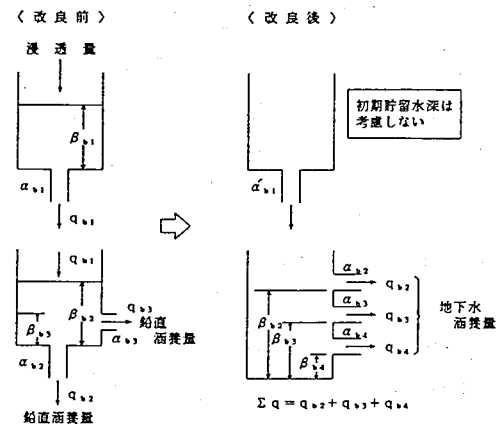 〈改良前〉
浸透量
β b1
α b1
q b1
q b1
q b3
β b2
鉛直
涵養量
β b3
α b3
α b2
q b2
鉛直涵養量
〈改良後〉
初期貯留水深は
考慮しない
α' b1
α b2
q b2
α b3
β b2
q b3
地下水
涵養量
β b3
α b4
q b4
β b4
Σ q = q b2 + q b3 + q b4